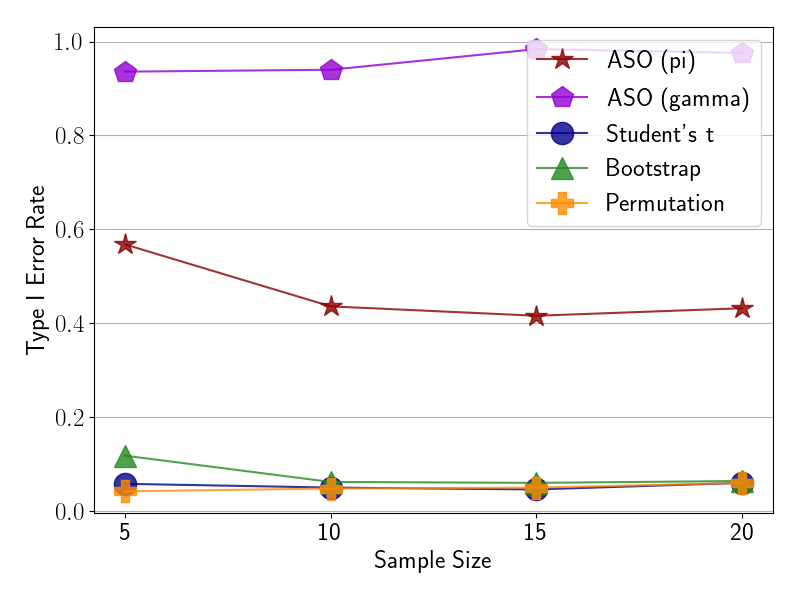 1.0
0.8
0.6
0.4
0.2
0.0
Type I Error Rate
ASO (pi)
ASO (gamma)
Student's t
Bootstrap
Permutation
5 10 15 20
Sample Size